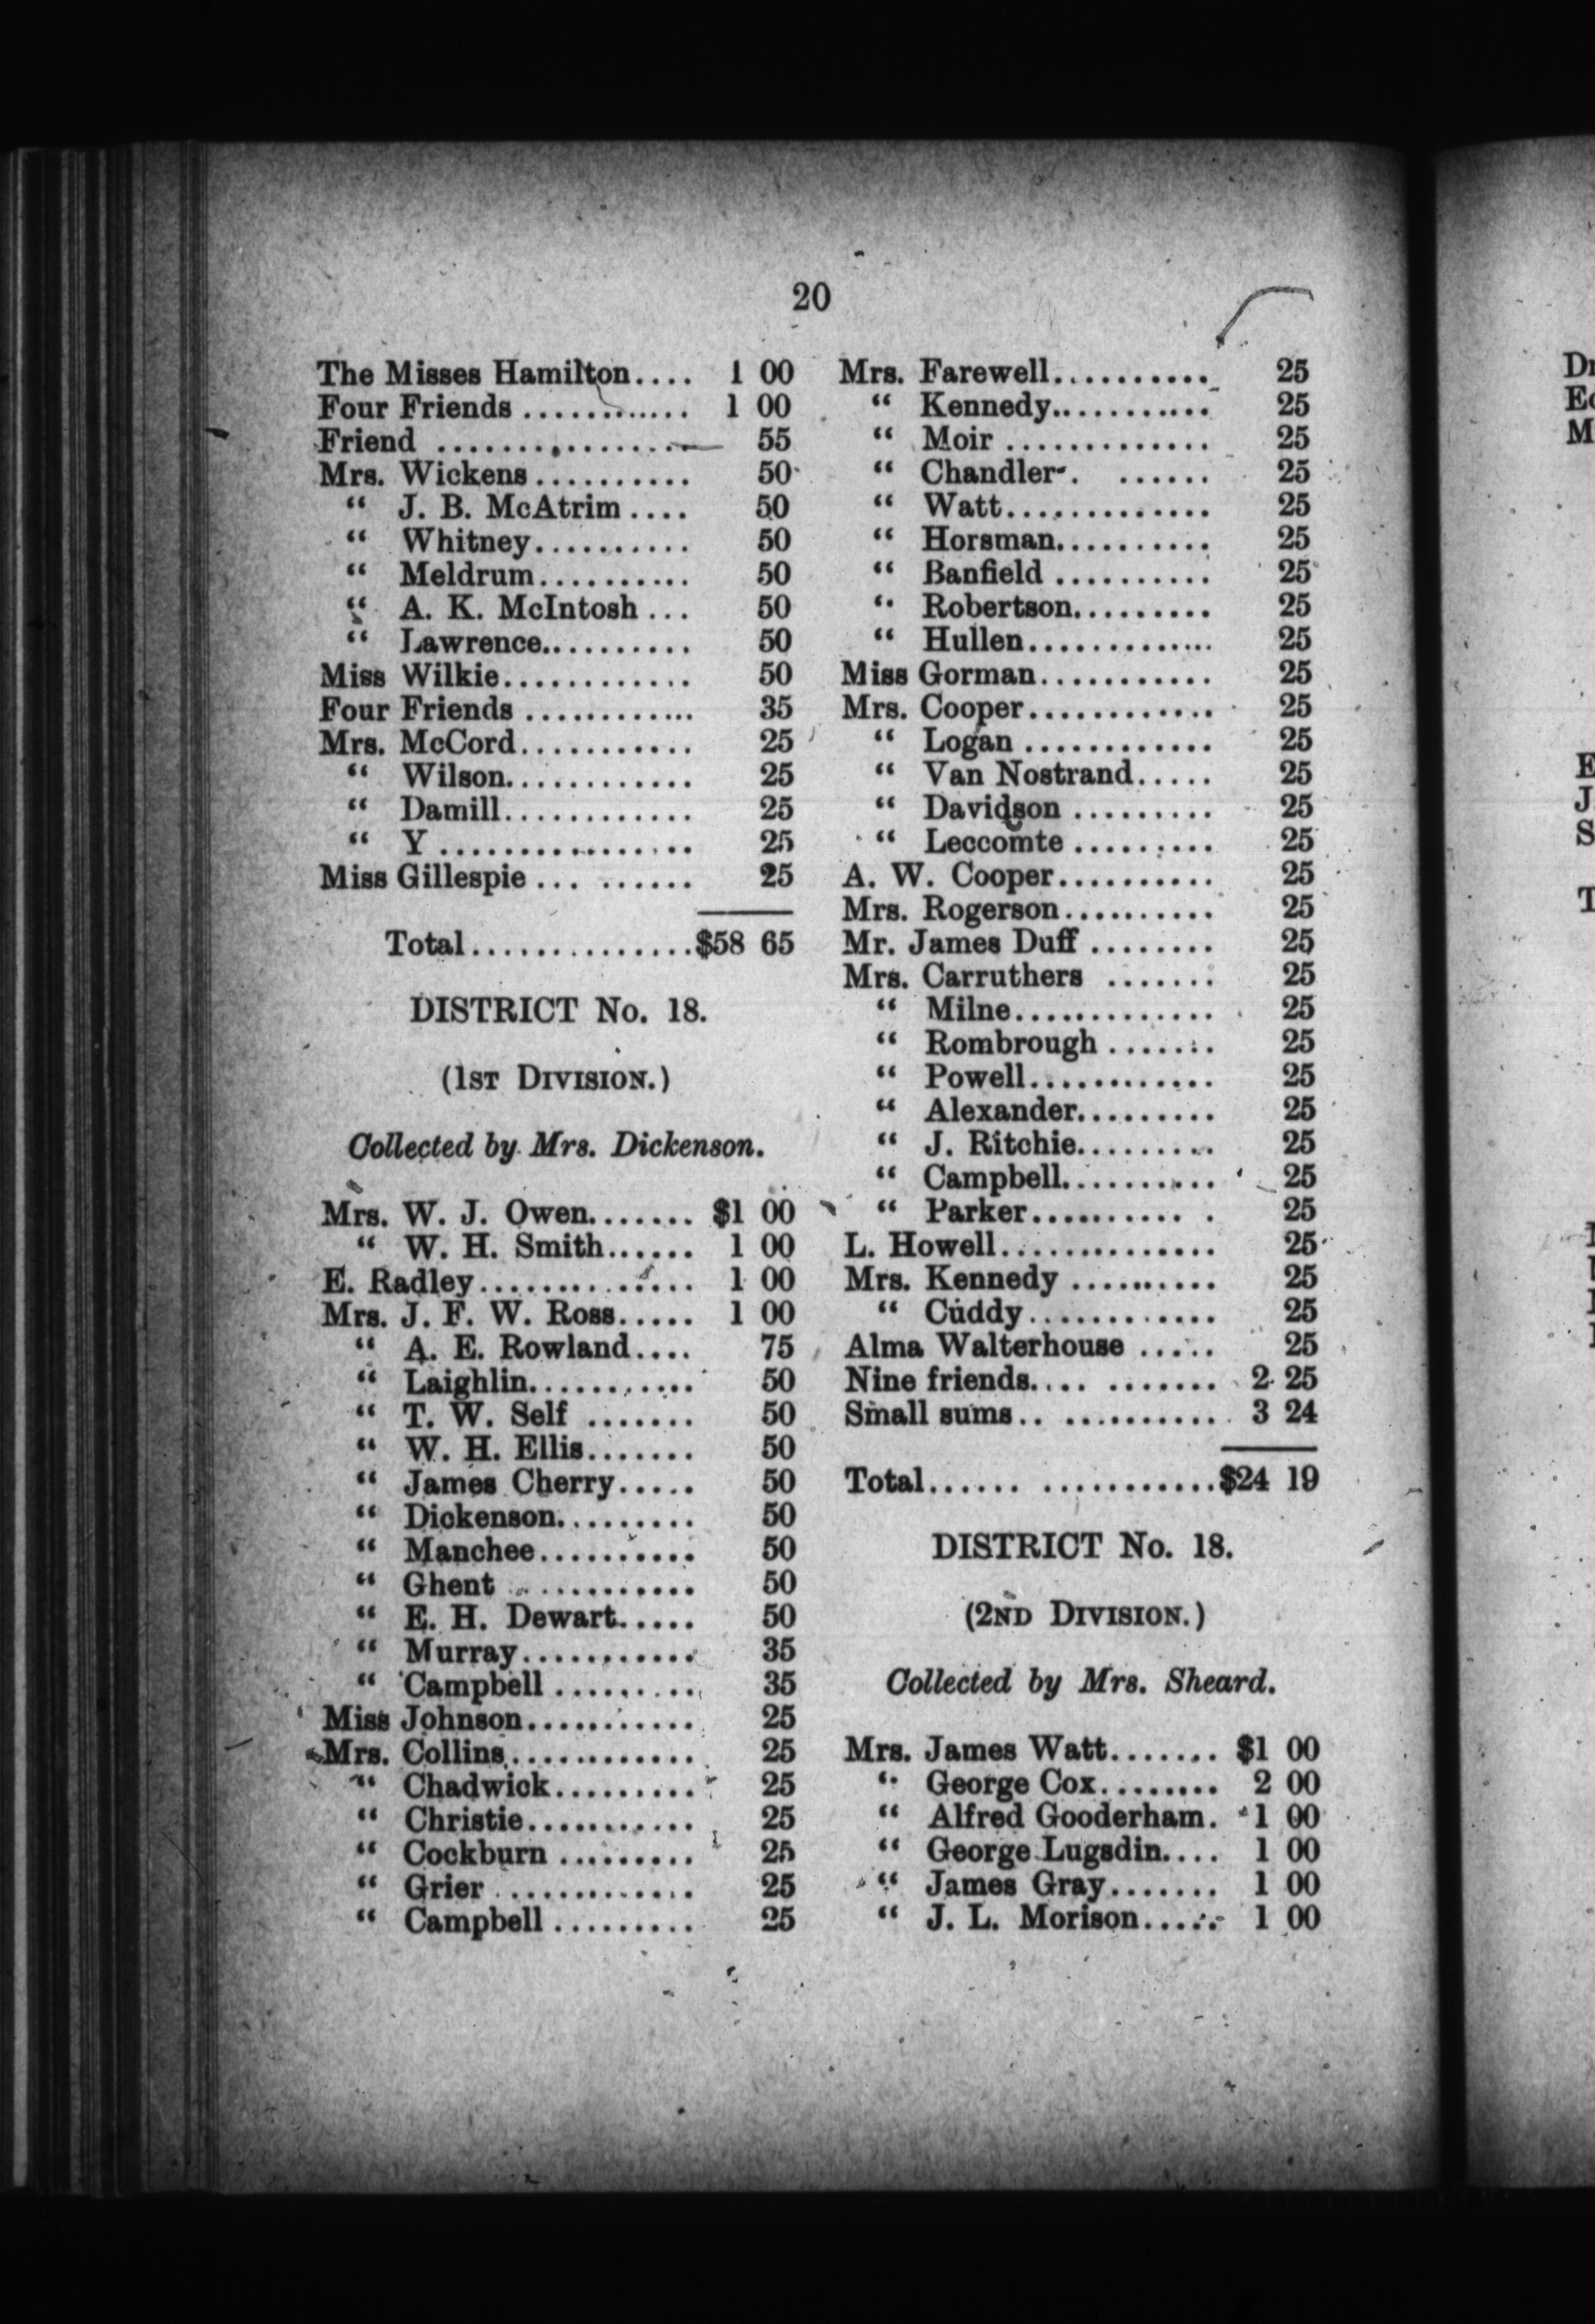 20
The Misses Hamilton.... 1 00
Four Friends ............ 1 00
Friend .................. 55
Mrs. Wickens.......... 50
“ J. B. McAtrim.... 50
“ Whitney.......... 50
“ Meldrum.......... 50
“ A. K. McIntosh... 50
“ Lawrence.......... 50
Miss Wilkie............ 50
Four Friends ............ 35
Mrs. McCord........... 25
“ Wilson............ 25
“ Damill............ 25
“ Y ................ 25
Miss Gillespie ... ...... 25
Total..............$58 65
DISTRICT No. 18.
(1ST DIVISION.)
Collected by Mrs. Dickenson.
Mrs. W. J. Owen....... $1 00
“ W. H. Smith...... 1 00
E. Radley............... 1 00
Mrs. J. F. W. Ross..... 1 00
“ A. E. Rowland.... 75
“ Laighlin........... 50
“ T. W. Self ....... 50
“ W. H. Ellis....... 50
“ James Cherry..... 50
“ Dickenson......... 50
“ Manchee.......... 50
“ Ghent ............ 50
“ E. H. Dewart..... 50
“ Murray........... 35
“ Campbell ......... 35
Miss Johnson........... 25
Mrs. Collins............ 25
“ Chadwick.......... 25
“ Christie........... 25
“ Cockburn ......... 25
“ Grier ............. 25
“ Campbell ......... 25
Mrs. Farewell.......... 25
“ Kennedy........... 25
“ Moir ............. 25
“ Chandler. ...... 25
“ Watt............. 25
“ Horsman.......... 25
“ Banfield .......... 25
“ Robertson......... 25
“ Hullen............. 25
Miss Gorman........... 25
Mrs. Cooper............ 25
“ Logan ............ 25
“ Van Nostrand..... 25
“ Davidson ......... 25
“ Leccomte ......... 25
A. W. Cooper.......... 25
Mrs. Rogerson.......... 25
Mr. James Duff ........ 25
Mrs. Carruthers ....... 25
“ Milne............. 25
“ Rombrough ....... 25
“ Powell............ 25
“ Alexander......... 25
“ J. Ritchie......... 25
“ Campbell.......... 25
“ Parker.......... . 25
L. Howell.............. 25
Mrs. Kennedy .......... 25
“ Cuddy............ 25
Alma Walterhouse ..... 25
Nine friends.... ....... 2 25
Small sums.. ........... 3 24
Total...... ...........$24 19
DISTRICT No. 18.
(2ND DIVISION.)
Collected by Mrs. Sheard.
Mrs. James Watt....... $1 00
“ George Cox........ 2 00
“ Alfred Gooderham. 1 00
“ George Lugsdin.... 1 00
“ James Gray....... 1 00
“ J. L. Morison..... 1 00